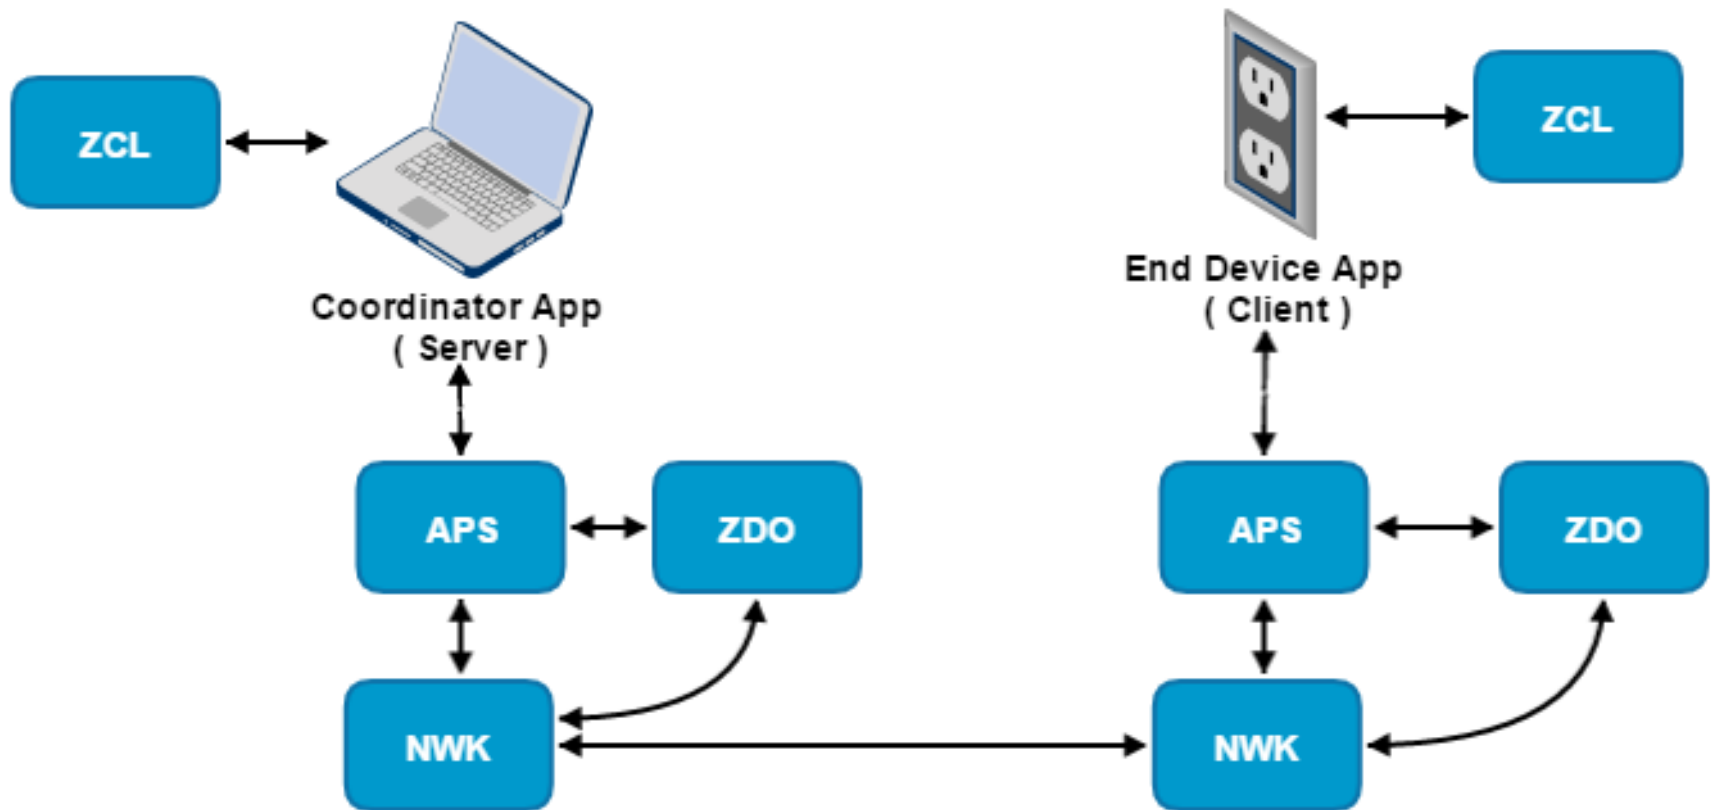 ZCL
ZCL
End Device App
( Client )
Coordinator App
( Server )
APS
ZDO
APS
ZDO
NWK
NWK